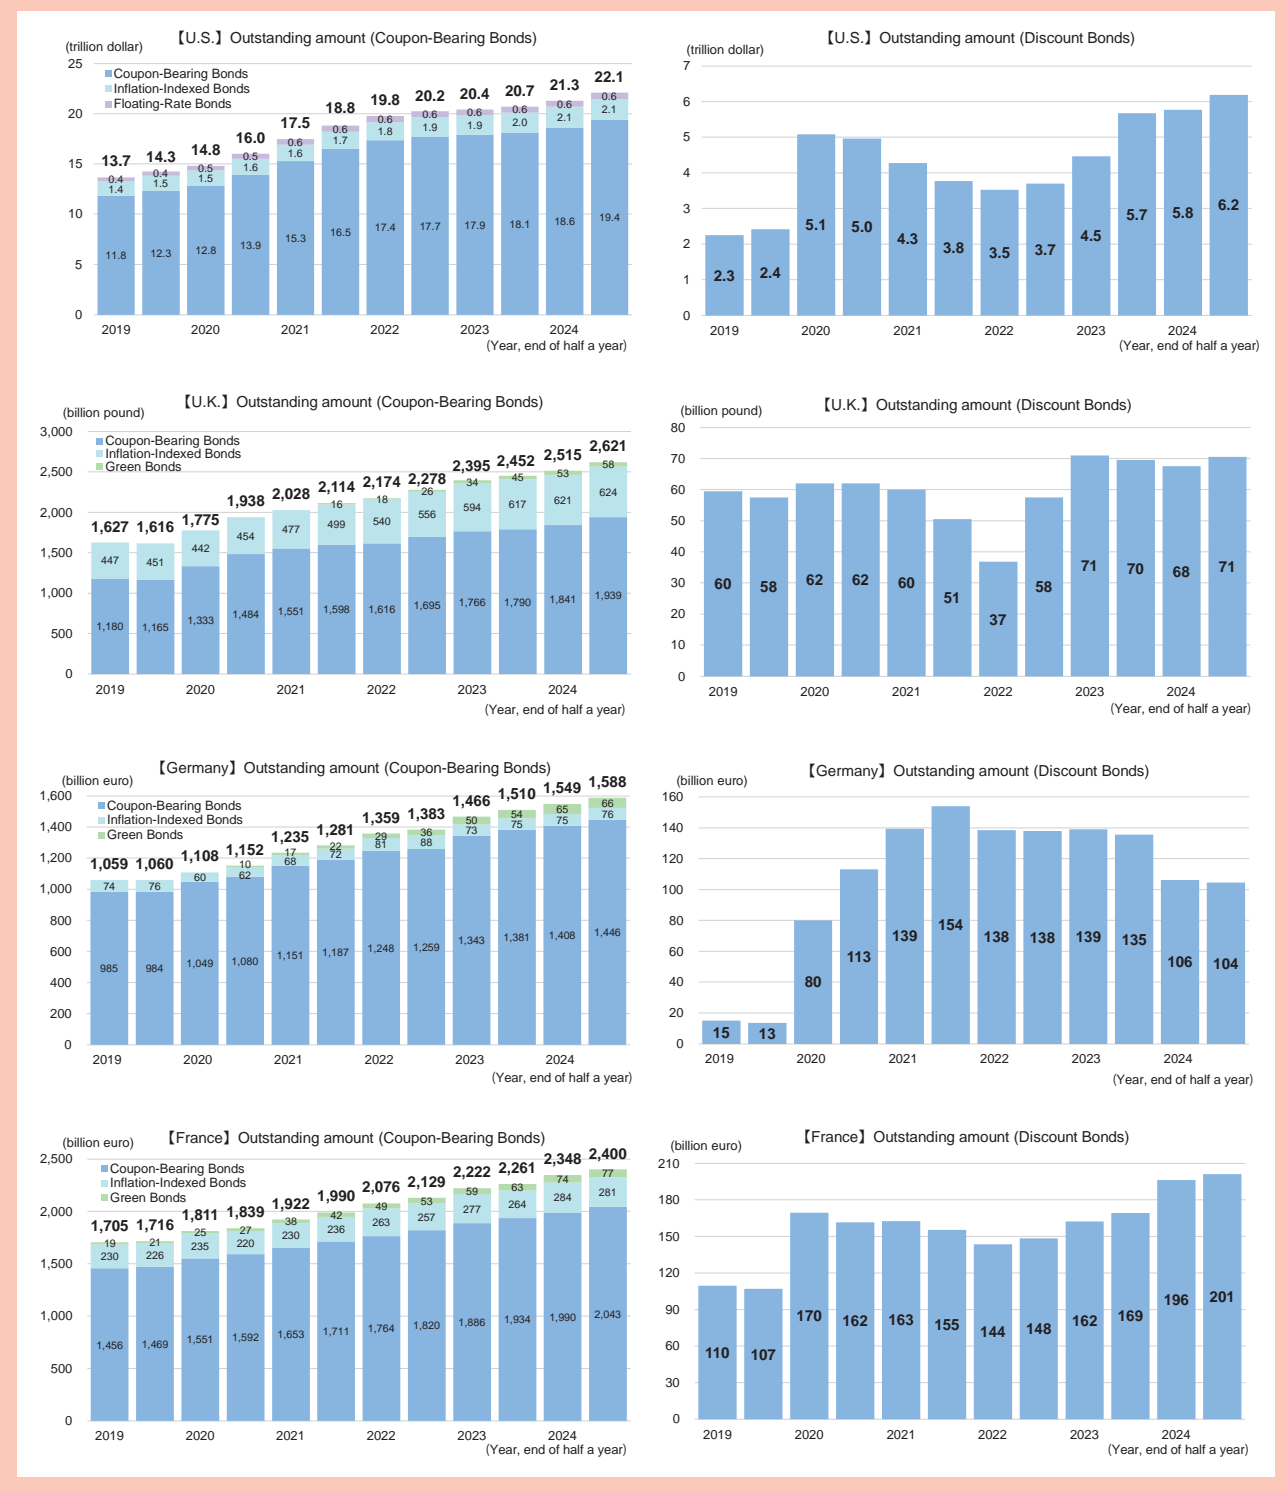 【U.S.】Outstanding amount (Coupon-Bearing Bonds)
(trillion dollar)
Coupon-Bearing Bonds
Inflation-Indexed Bonds
Floating-Rate Bonds
25
20
15
10
5
0
13.7 14.3 14.8 16.0 17.5 18.8 19.8 20.2 20.4 20.7 21.3 22.1
0.4 0.4 0.5 0.5 0.6 0.6 0.6 0.6 0.6 0.6 0.6 0.6
1.4 1.5 1.5 1.6 1.6 1.7 1.8 1.9 1.9 2.0 2.1 2.1
11.8 12.3 12.8 13.9 15.3 16.5 17.4 17.7 17.9 18.1 18.6 19.4
2019 2020 2021 2022 2023 2024
(Year, end of half a year)
【U.S.】Outstanding amount (Discount Bonds)
(trillion dollar)
7
6
5
4
3
2
1
0
2.3 2.4 5.1 5.0 4.3 3.8 3.5 3.7 4.5 5.7 5.8 6.2
2019 2020 2021 2022 2023 2024
(Year, end of half a year)
【U.K.】Outstanding amount (Coupon-Bearing Bonds)
(billion pound)
Coupon-Bearing Bonds
Inflation-Indexed Bonds
Green Bonds
3,000
2,500
2,000
1,500
1,000
500
0
1,627 1,616 1,775 1,938 2,028 2,114 2,174 2,278 2,395 2,452 2,515 2,621
16 18 26 34 45 53 58
447 451 442 454 477 499 540 556 594 617 621 624
1,180 1,165 1,333 1,484 1,551 1,598 1,616 1,695 1,766 1,790 1,841 1,939
2019 2020 2021 2022 2023 2024
(Year, end of half a year)
【U.K.】Outstanding amount (Discount Bonds)
(billion pound)
80
70
60
50
40
30
20
10
0
60 58 62 62 60 51 37 58 71 70 68 71
2019 2020 2021 2022 2023 2024
(Year, end of half a year)
【Germany】Outstanding amount (Coupon-Bearing Bonds)
(billion euro)
Coupon-Bearing Bonds
Inflation-Indexed Bonds
Green Bonds
1,600
1,400
1,200
1,000
800
600
400
200
0
1,059 1,060 1,108 1,152 1,235 1,281 1,359 1,383 1,466 1,510 1,549 1,588
10 17 22 29 36 50 54 65 66
74 76 60 62 68 72 81 88 73 75 75 76
985 984 1,049 1,080 1,151 1,187 1,248 1,259 1,343 1,381 1,408 1,446
2019 2020 2021 2022 2023 2024
(Year, end of half a year)
【Germany】Outstanding amount (Discount Bonds)
(billion euro)
160
140
120
100
80
60
40
20
0
15 13 80 113 139 154 138 138 139 135 106 104
2019 2020 2021 2022 2023 2024
(Year, end of half a year)
【France】Outstanding amount (Coupon-Bearing Bonds)
(billion euro)
Coupon-Bearing Bonds
Inflation-Indexed Bonds
Green Bonds
2,500
2,000
1,500
1,000
500
0
1,705 1,716 1,811 1,839 1,922 1,990 2,076 2,129 2,222 2,261 2,348 2,400
19 21 25 27 38 42 49 53 59 63 74 77
230 226 235 220 230 236 263 257 277 264 284 281
1,456 1,469 1,551 1,592 1,653 1,711 1,764 1,820 1,886 1,934 1,990 2,043
2019 2020 2021 2022 2023 2024
(Year, end of half a year)
【France】Outstanding amount (Discount Bonds)
(billion euro)
210
180
150
120
90
60
30
0
110 107 170 162 163 155 144 148 162 169 196 201
2019 2020 2021 2022 2023 2024
(Year, end of half a year)